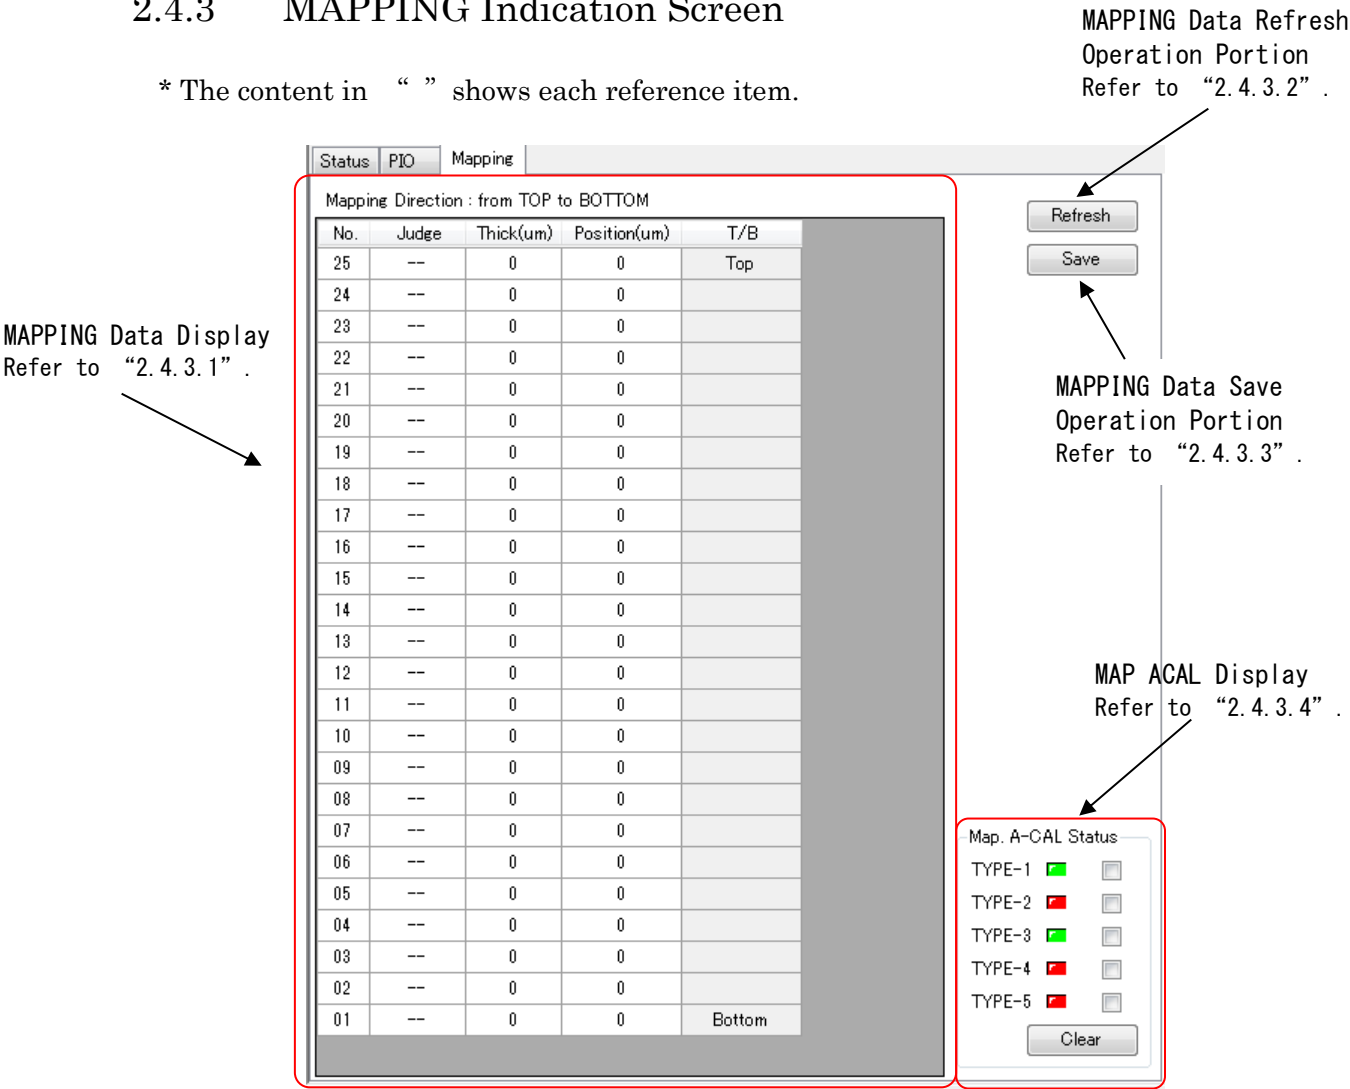 2.4.3 MAPPING Indication Screen
* The content in “ ” shows each reference item.
MAPPING Data Refresh
Operation Portion
Refer to “2.4.3.2”.
Status PIO Mapping
Mapping Direction : from TOP to BOTTOM
No. Judge Thick(um) Position(um) T/B
25 -- 0 0 Top
24 -- 0 0
23 -- 0 0
22 -- 0 0
21 -- 0 0
20 -- 0 0
19 -- 0 0
18 -- 0 0
17 -- 0 0
16 -- 0 0
15 -- 0 0
14 -- 0 0
13 -- 0 0
12 -- 0 0
11 -- 0 0
10 -- 0 0
09 -- 0 0
08 -- 0 0
07 -- 0 0
06 -- 0 0
05 -- 0 0
04 -- 0 0
03 -- 0 0
02 -- 0 0
01 -- 0 0 Bottom
Refresh
Save
MAPPING Data Display
Refer to “2.4.3.1”.
MAPPING Data Save
Operation Portion
Refer to “2.4.3.3”.
MAP ACAL Display
Refer to “2.4.3.4”.
Map. A-CAL Status
TYPE-1
TYPE-2
TYPE-3
TYPE-4
TYPE-5
Clear